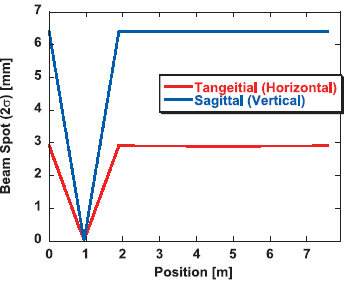 7
6
5
4
3
2
1
0
Beam Spot (2σ) [mm]
Tangeitial (Horizontal)
Sagittal (Vertical)
0 1 2 3 4 5 6 7
Position [m]